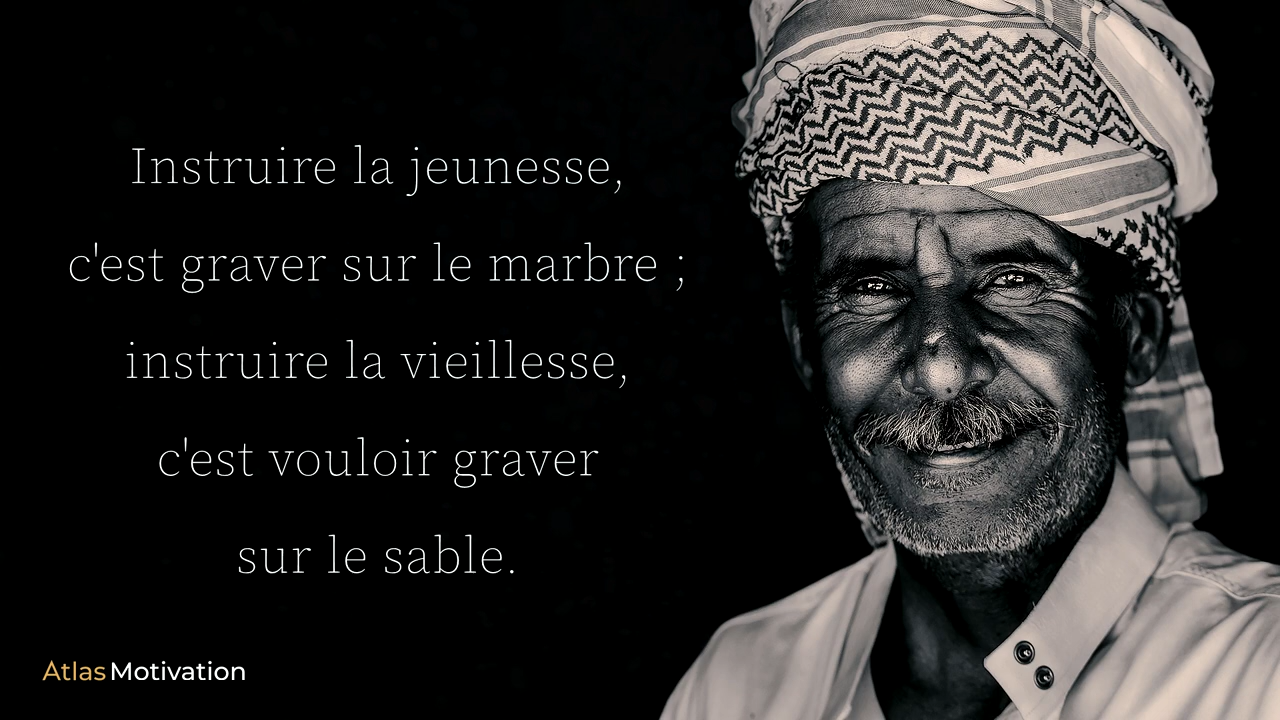 Instruire la jeunesse,
c'est graver sur le marbre ;
instruire la vieillesse,
c'est vouloir graver
sur le sable.
Atlas Motivation